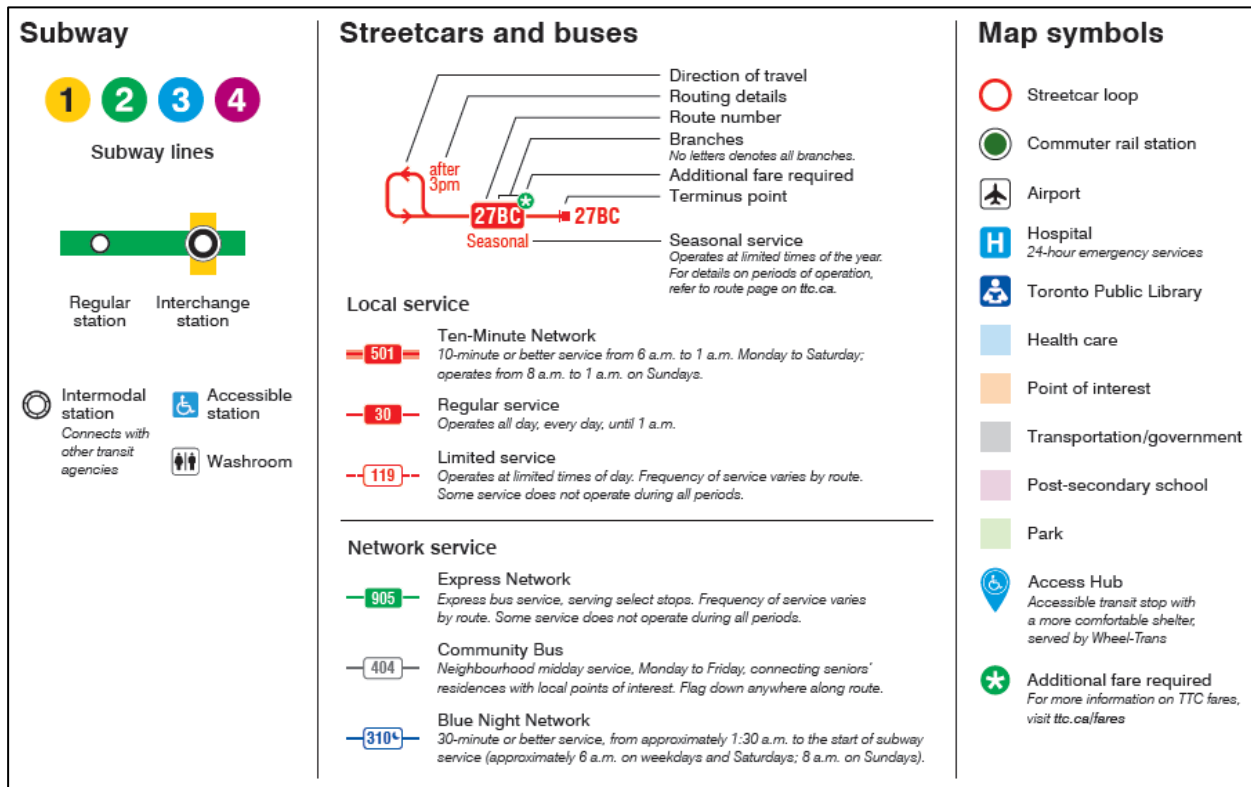 Subway
1 2 3 4
Subway lines
Regular
station
Interchange
station
Intermodal
station
Connects with
other transit
agencies
Accessible
station
Washroom
Streetcars and buses
Direction of travel
Routing details
Route number
Branches
No letters denotes all branches.
Additional fare required
Terminus point
after
3pm
27BC
27BC
Seasonal
Seasonal service
Operates at limited times of the year.
For details on periods of operation,
refer to route page on ttc.ca.
Local service
501
Ten-Minute Network
10-minute or better service from 6 a.m. to 1 a.m. Monday to Saturday;
operates from 8 a.m. to 1 a.m. on Sundays.
30
Regular service
Operates all day, every day, until 1 a.m.
119
Limited service
Operates at limited times of day. Frequency of service varies by route.
Some service does not operate during all periods.
Network service
905
Express Network
Express bus service, serving select stops. Frequency of service varies
by route. Some service does not operate during all periods.
404
Community Bus
Neighbourhood midday service, Monday to Friday, connecting seniors'
residences with local points of interest. Flag down anywhere along route.
310
Blue Night Network
30-minute or better service, from approximately 1:30 a.m. to the start of subway
service (approximately 6 a.m. on weekdays and Saturdays; 8 a.m. on Sundays).
Map symbols
Streetcar loop
Commuter rail station
Airport
H
Hospital
24-hour emergency services
Toronto Public Library
Health care
Point of interest
Transportation/government
Post-secondary school
Park
Access Hub
Accessible transit stop with
a more comfortable shelter,
served by Wheel-Trans
Additional fare required
For more information on TTC fares,
visit ttc.ca/fares